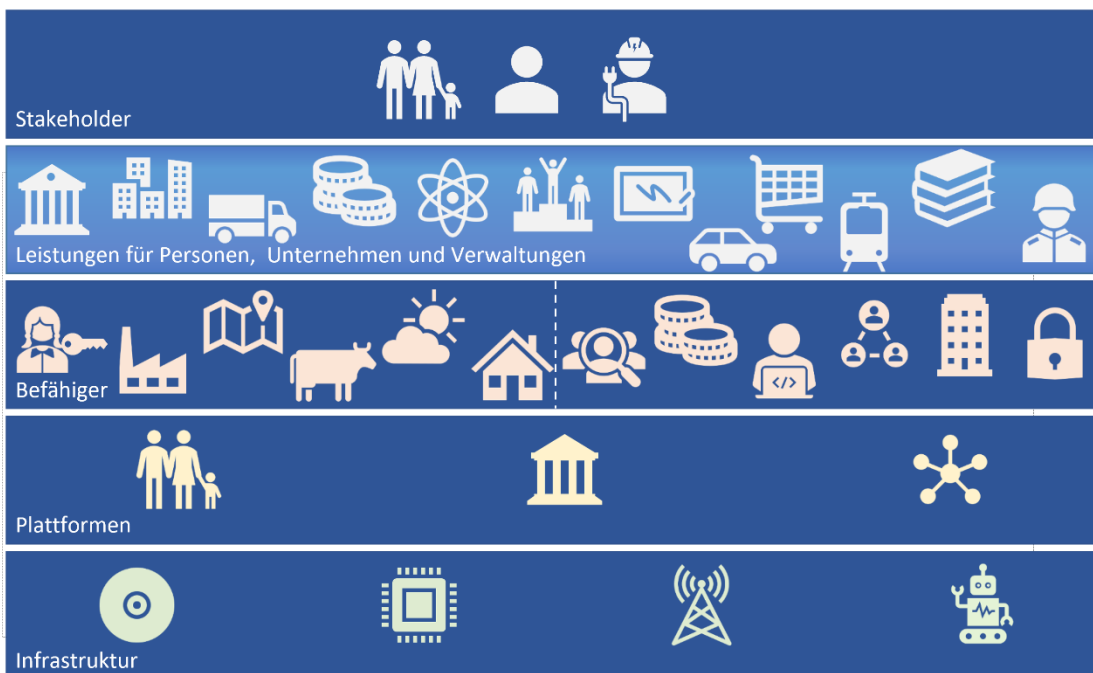 Stakeholder
Leistungen für Personen, Unternehmen und Verwaltungen
Befähiger
</>
Plattformen
Infrastruktur